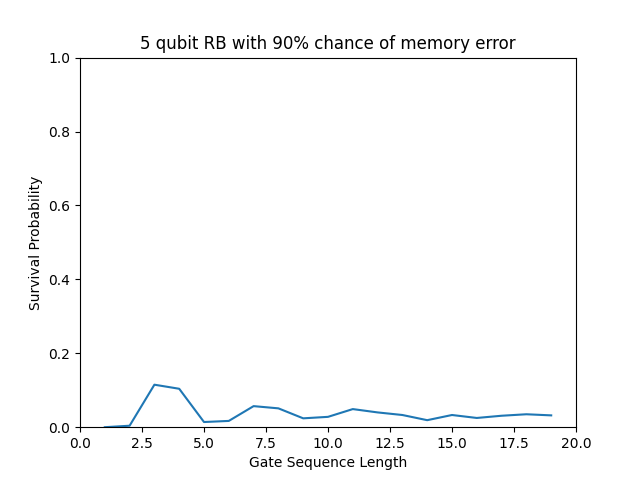 5 qubit RB with 90% chance of memory error
1.0
0.8
0.6
0.4
0.2
0.0
Survival Probability
0.0 2.5 5.0 7.5 10.0 12.5 15.0 17.5 20.0
Gate Sequence Length